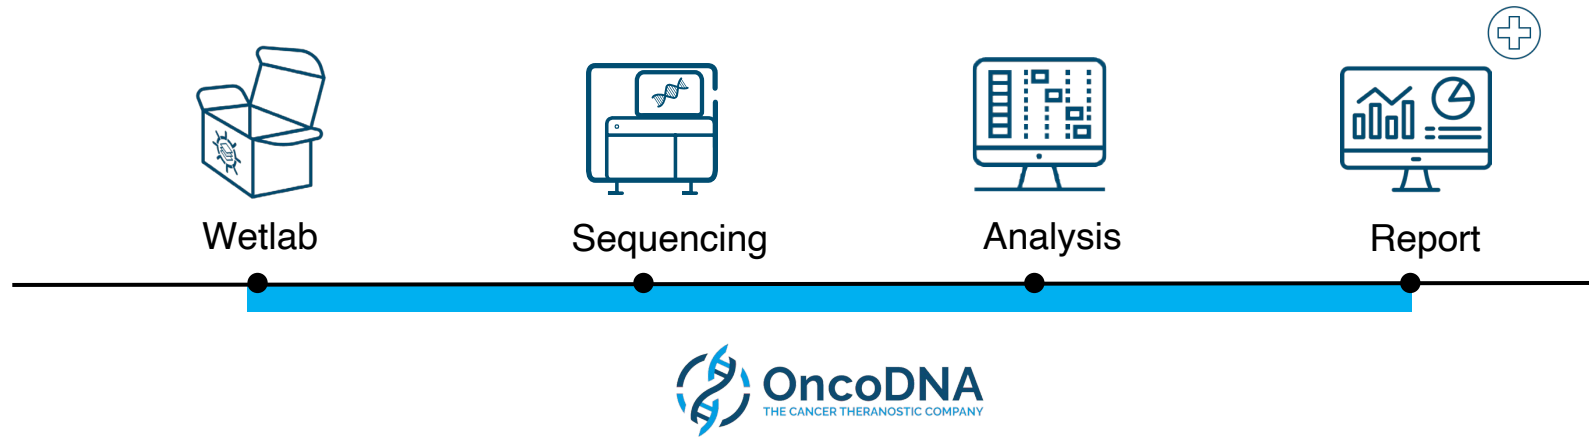 Wetlab
Sequencing
Analysis
Report
OncoDNA
THE CANCER THERANOSTIC COMPANY